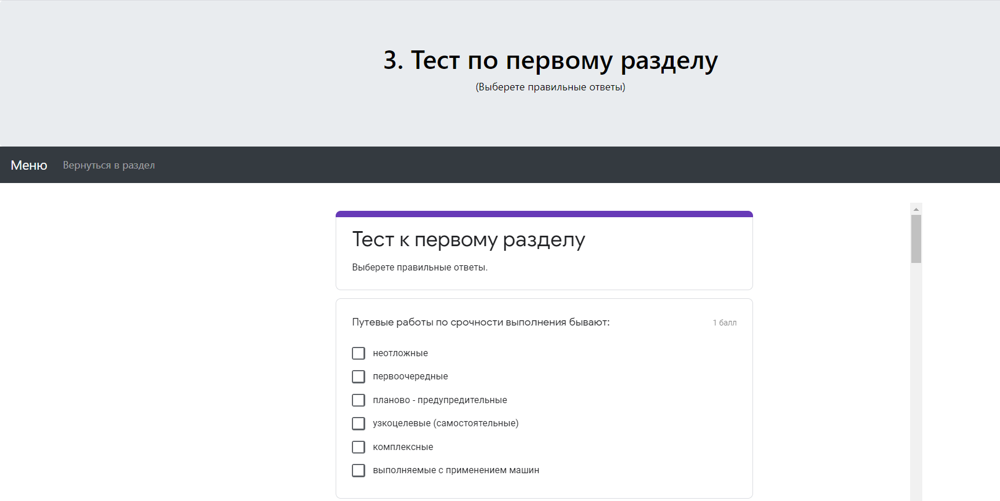 3. Тест по первому разделу
(Выберете правильные ответы)
Меню Вернуться в раздел
Тест к первому разделу
Выберете правильные ответы.
Путевые работы по срочности выполнения бывают: 1 балл
неотложные
первоочередные
планово - предупредительные
узкоцелевые (самостоятельные)
комплексные
выполняемые с применением машин